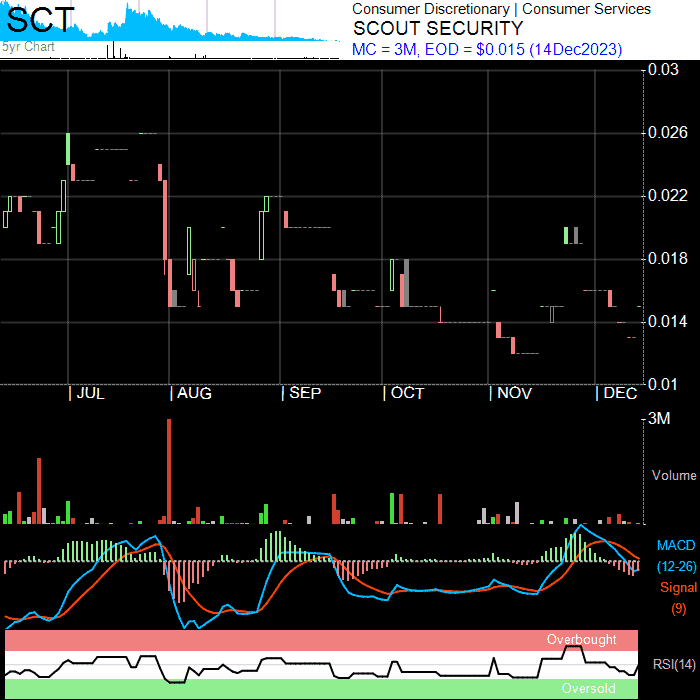 SCT
Consumer Discretionary | Consumer Services
SCOUT SECURITY
5yr Chart
MC = 3M, EOD = $0.015 (14Dec2023)
0.03
0.026
0.022
0.018
0.014
0.01
JUL AUG SEP OCT NOV DEC
3M
Volume
MACD
(12-26)
Signal
(9)
Overbought
RSI(14)
Oversold